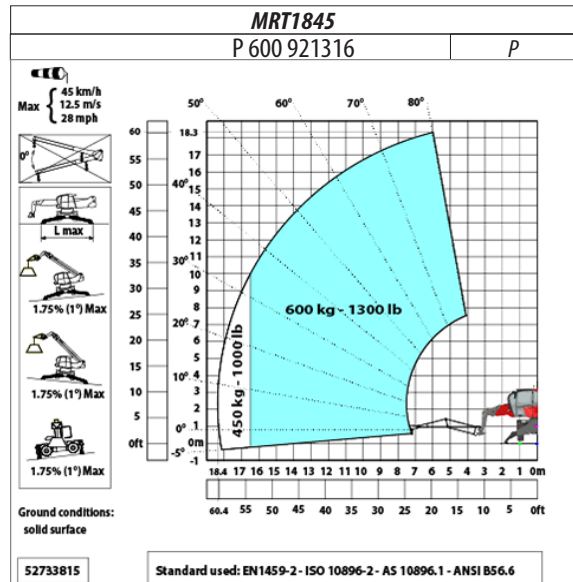 MRT1845
P 600 921316
P
Max
45 km/h
12.5 m/s
28 mph
0°
L max
1.75% (1°) Max
1.75% (1°) Max
1.75% (1°) Max
Ground conditions:
solid surface
50°
60°
70°
80°
40°
30°
20°
10°
0°
-5°
60
55
50
45
40
35
30
25
20
15
10
5
0ft
18.3
17
16
15
14
13
12
11
10
9
8
7
6
5
4
3
2
1
0m
-1
600 kg - 1300 lb
450 kg - 1000 lb
18.4 17 16 15 14 13 12 11 10 9 8 7 6 5 4 3 2 1 0m
60.4 55 50 45 40 35 30 25 20 15 10 5 0ft
52733815
Standard used: EN1459-2 - ISO 10896-2 - AS 10896.1 - ANSI B56.6